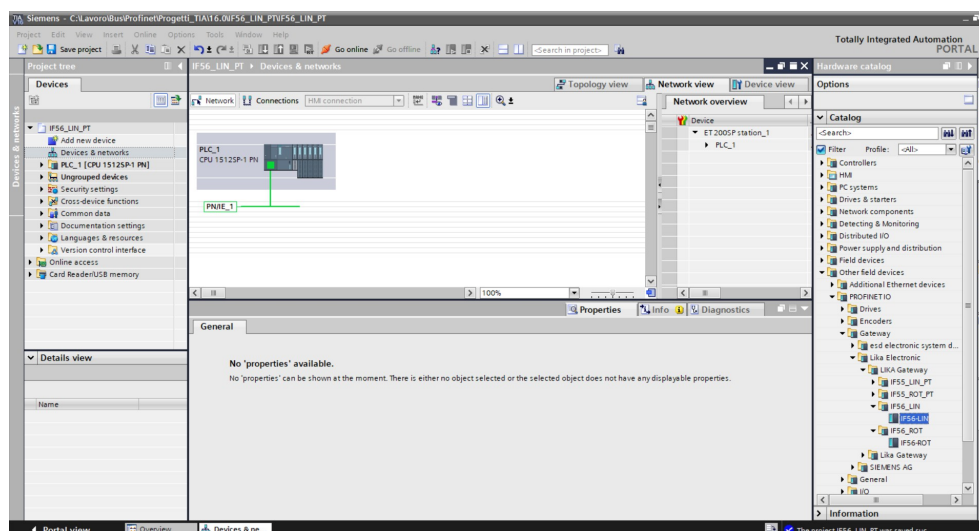 Siemens - C:\Lavoro\Bus\Profinet\Progetti_TIA\16.0\IF56_LIN_PT\IF56_LIN_PT
Project Edit View Insert Online Options Tools Window Help
Totally Integrated Automation
PORTAL
Save project
Go online
Go offline
<Search in project>
Project tree
IF56_LIN_PT
Devices & networks
Hardware catalog
Devices
Topology view
Network view
Device view
Options
Network
Connections
HMI connection
Network overview
Devices & networks
IF56_LIN_PT
Add new device
Devices & networks
PLC_1 [CPU 1512SP-1 PN]
Ungrouped devices
Security settings
Cross-device functions
Common data
Documentation settings
Languages & resources
Version control interface
Online access
Card Reader/USB memory
PLC_1
CPU 1512SP-1 PN
PN/IE_1
Device
ET 200SP station_1
PLC_1
100%
Catalog
<Search>
Filter
Profile:
<All>
Controllers
HMI
PC systems
Drives & starters
Network components
Detecting & Monitoring
Distributed I/O
Power supply and distribution
Field devices
Other field devices
Additional Ethernet devices
PROFINET IO
Drives
Encoders
Gateway
esd electronic system d...
Lika Electronic
LIKA Gateway
IF55_LIN_PT
IF55_ROT_PT
IF56_LIN
IF56-LIN
IF56_ROT
IF56-ROT
Lika Gateway
SIEMENS AG
General
I/O
Information
Properties
Info
Diagnostics
General
No 'properties' available.
No 'properties' can be shown at the moment. There is either no object selected or the selected object does not have any displayable properties.
Details view
Name
Portal view
Overview
Devices & ne...
The project IF56_LIN_PT was saved suc...